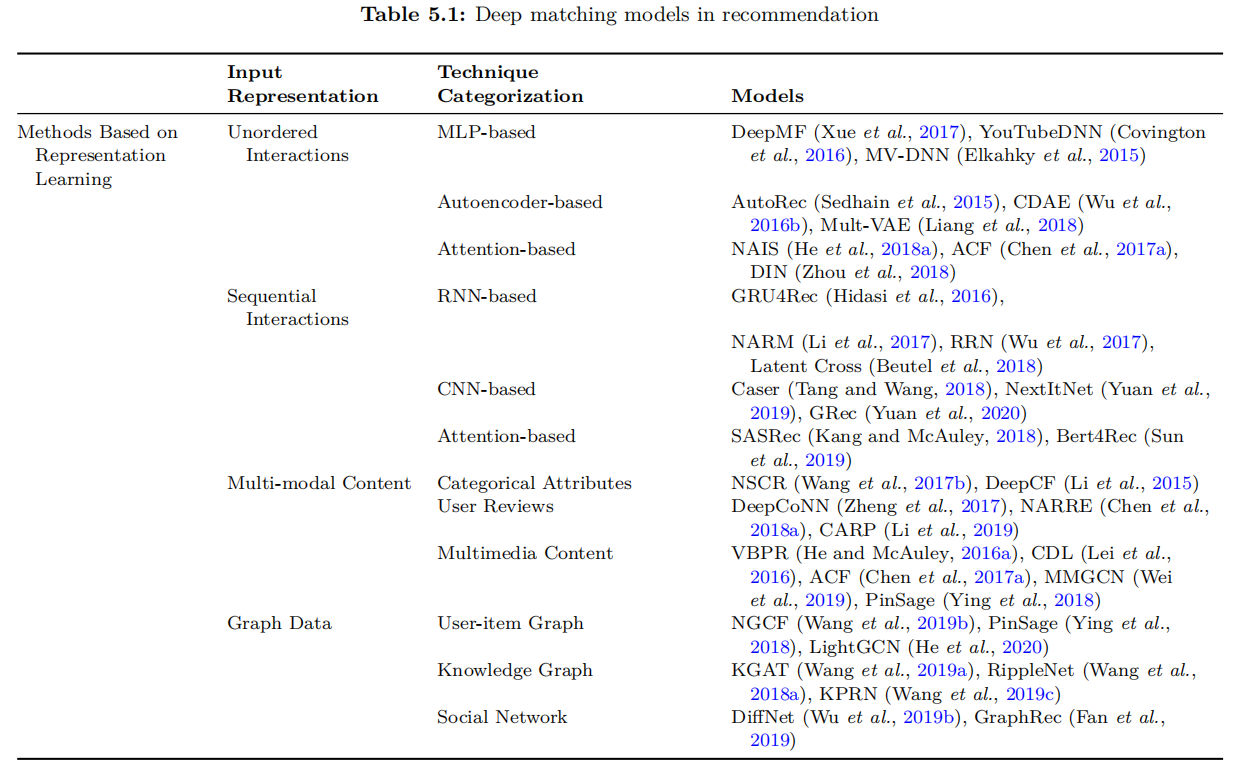 Table 5.1: Deep matching models in recommendation
Input Representation Technique Categorization Models
Methods Based on Unordered MLP-based DeepMF (Xue et al., 2017), YouTubeDNN (Covington
Representation Interactions et al., 2016), MV-DNN (Elkahky et al., 2015)
Learning
Autoencoder-based AutoRec (Sedhain et al., 2015), CDAE (Wu et al.,
2016b), Mult-VAE (Liang et al., 2018)
Attention-based NAIS (He et al., 2018a), ACF (Chen et al., 2017a),
DIN (Zhou et al., 2018)
Sequential RNN-based GRU4Rec (Hidasi et al., 2016),
Interactions
NARM (Li et al., 2017), RRN (Wu et al., 2017),
Latent Cross (Beutel et al., 2018)
CNN-based Caser (Tang and Wang, 2018), NextItNet (Yuan et al.,
2019), GRec (Yuan et al., 2020)
Attention-based SASRec (Kang and McAuley, 2018), Bert4Rec (Sun
et al., 2019)
Multi-modal Content Categorical Attributes NSCR (Wang et al., 2017b), DeepCF (Li et al., 2015)
User Reviews DeepCoNN (Zheng et al., 2017), NARRE (Chen et al.,
2018a), CARP (Li et al., 2019)
Multimedia Content VBPR (He and McAuley, 2016a), CDL (Lei et al.,
2016), ACF (Chen et al., 2017a), MMGCN (Wei
et al., 2019), PinSage (Ying et al., 2018)
Graph Data User-item Graph NGCF (Wang et al., 2019b), PinSage (Ying et al.,
2018), LightGCN (He et al., 2020)
Knowledge Graph KGAT (Wang et al., 2019a), RippleNet (Wang et al.,
2018a), KPRN (Wang et al., 2019c)
Social Network DiffNet (Wu et al., 2019b), GraphRec (Fan et al.,
2019)